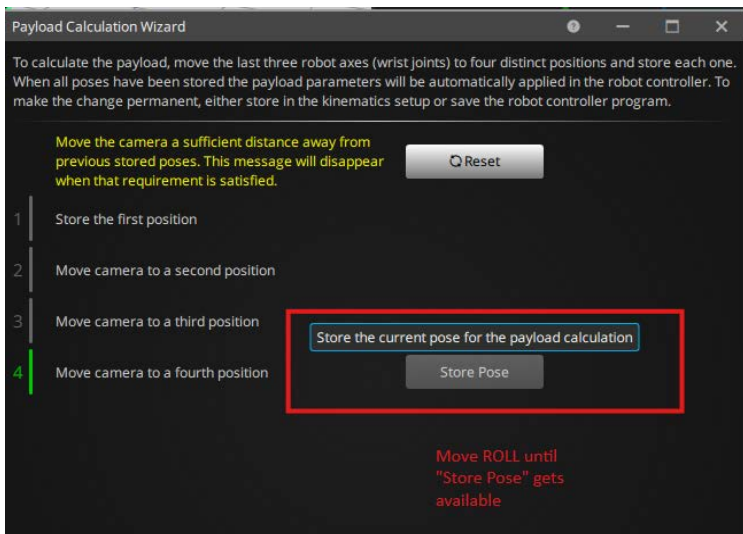 Payload Calculation Wizard
To calculate the payload, move the last three robot axes (wrist joints) to four distinct positions and store each one.
When all poses have been stored the payload parameters will be automatically applied in the robot controller. To
make the change permanent, either store in the kinematics setup or save the robot controller program.
Move the camera a sufficient distance away from
previous stored poses. This message will disappear
when that requirement is satisfied.
Reset
1 Store the first position
2 Move camera to a second position
3 Move camera to a third position
Store the current pose for the payload calculation
4 Move camera to a fourth position
Store Pose
Move ROLL until
"Store Pose" gets
available